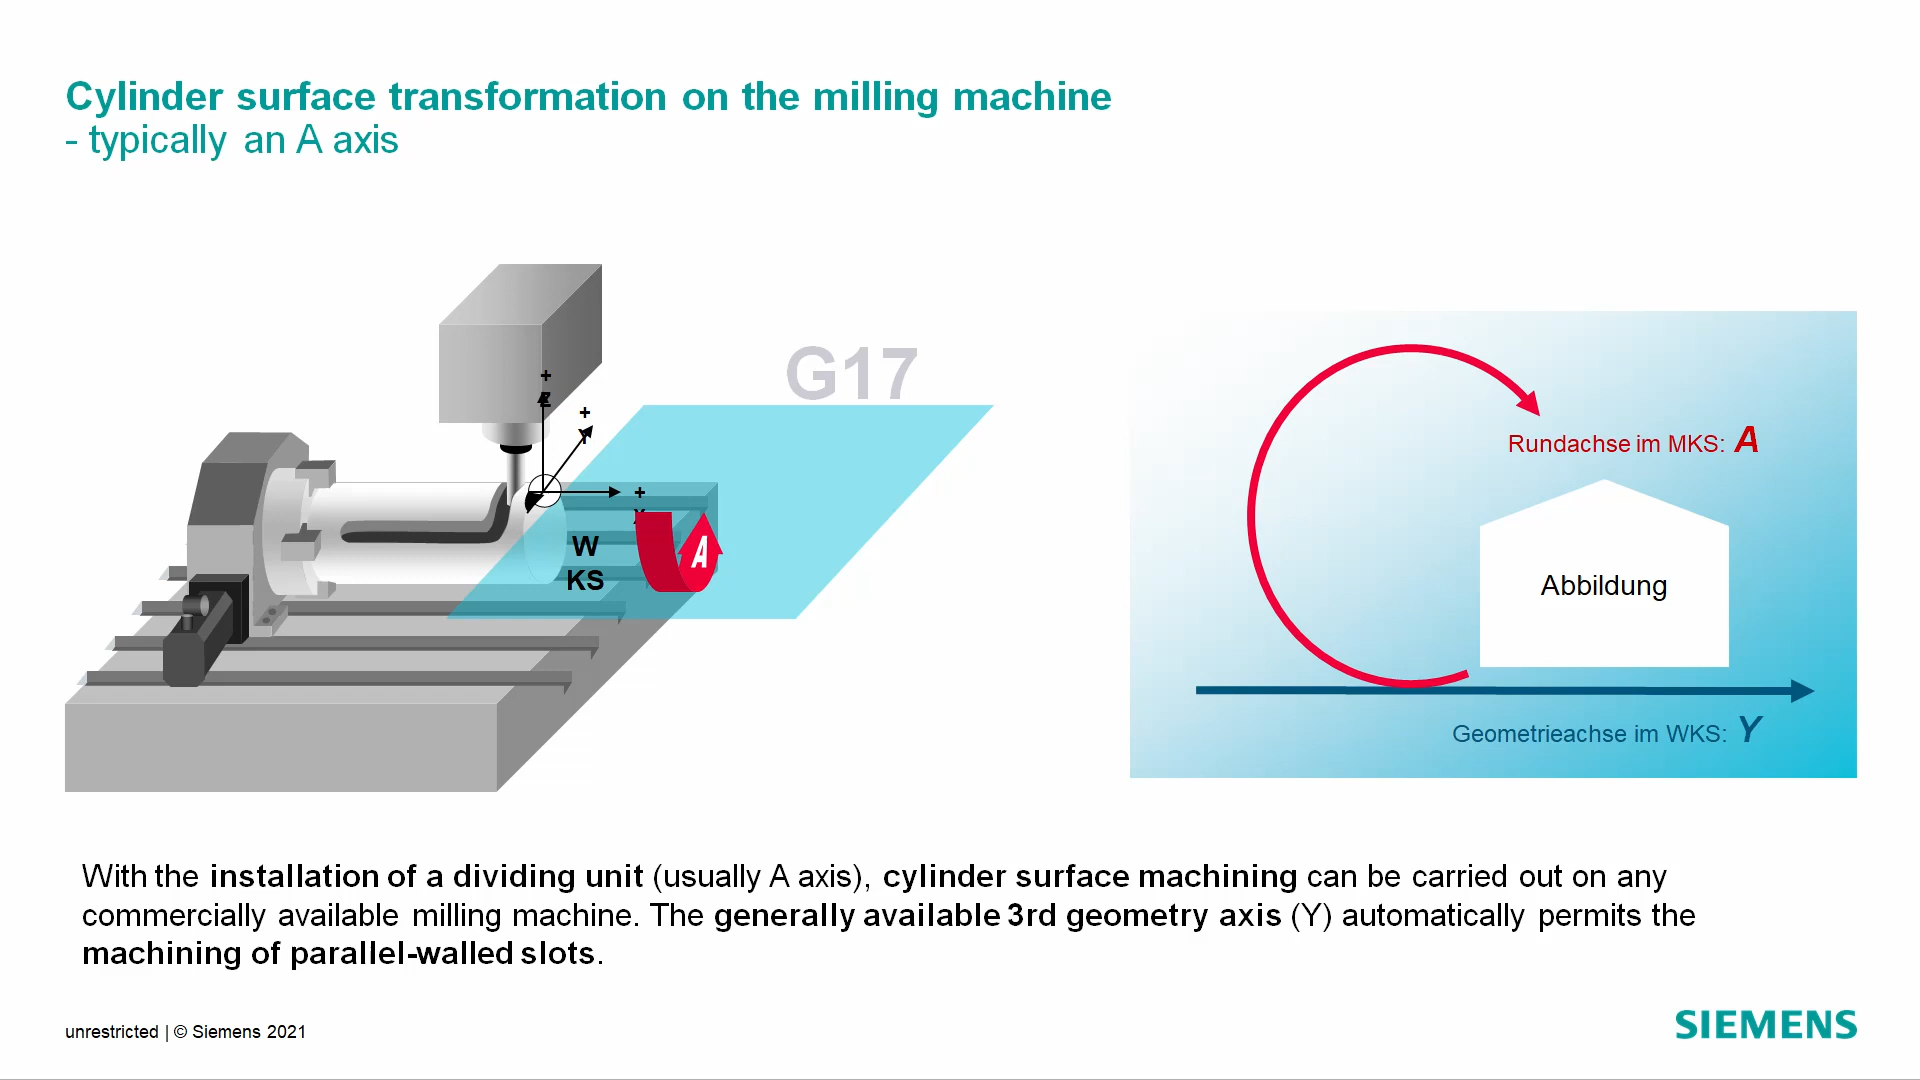 Cylinder surface transformation on the milling machine
- typically an A axis
G17
+
Z
+
Y
+
X
W
KS
A
Rundachse im MKS: A
Abbildung
Geometrieachse im WKS: Y
With the installation of a dividing unit (usually A axis), cylinder surface machining can be carried out on any
commercially available milling machine. The generally available 3rd geometry axis (Y) automatically permits the
machining of parallel-walled slots.
unrestricted | © Siemens 2021
SIEMENS